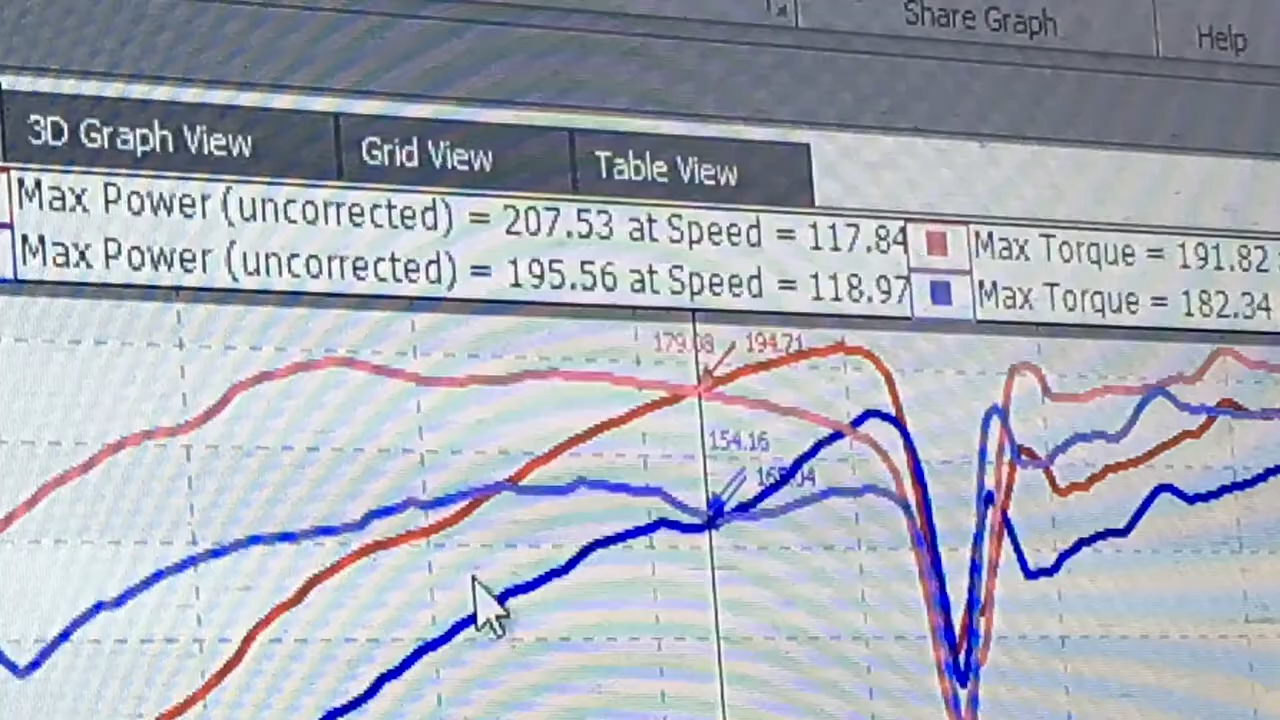 Share Graph
Help
3D Graph View
Grid View
Table View
Max Power (uncorrected) = 207.53 at Speed = 117.84
Max Torque = 191.82
Max Power (uncorrected) = 195.56 at Speed = 118.97
Max Torque = 182.34
194.71
154.16